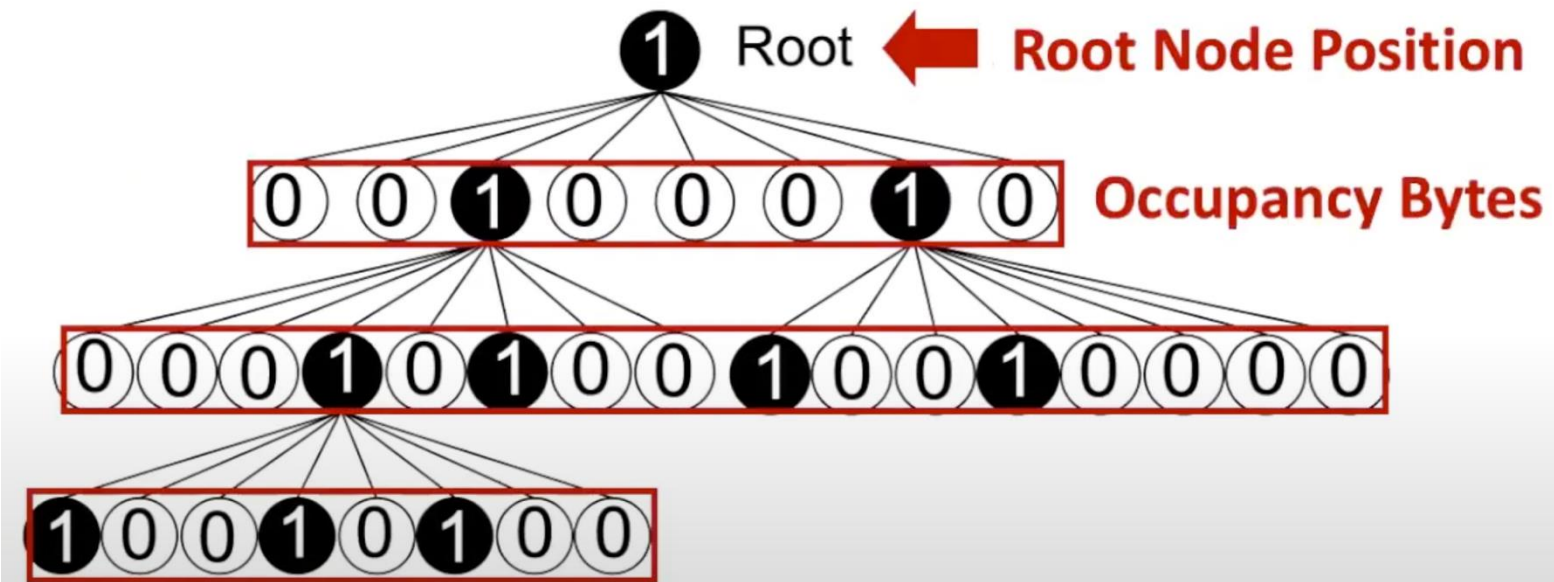 1 Root Root Node Position
0 0 1 0 0 0 1 0 Occupancy Bytes
0 0 0 1 0 1 0 0 1 0 0 1 0 0 0 0
1 0 0 1 0 1 0 0